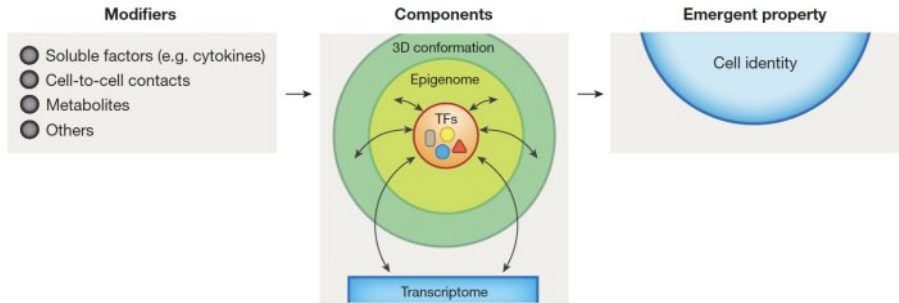 Modifiers
Soluble factors (e.g. cytokines)
Cell-to-cell contacts
Metabolites
Others
Components
3D conformation
Epigenome
TFs
Transcriptome
Emergent property
Cell identity